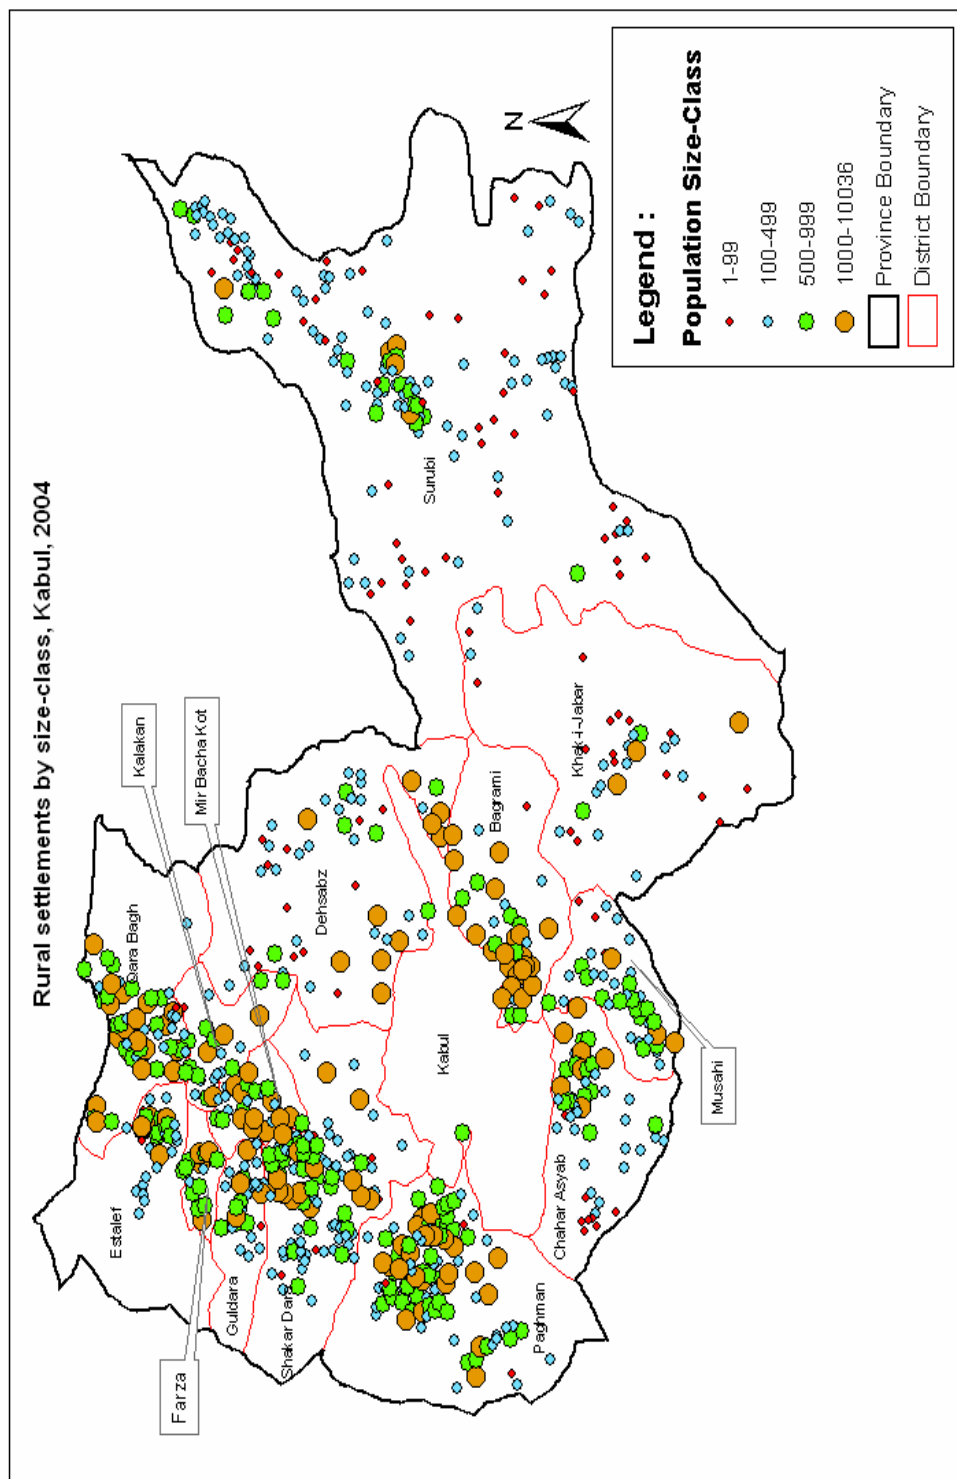 Rural settlements by size-class, Kabul, 2004
Kalakan
Mir Bacha Kot
Qara Bagh
Estalef
Farza
Guldara
Shakar Dara
Dehsabz
Kabul
Paghman
Chahar Asyab
Musahi
Bagrami
Khak-i-Jabar
Surubi
N
Legend :
Population Size-Class
1-99
100-499
500-999
1000-10036
Province Boundary
District Boundary